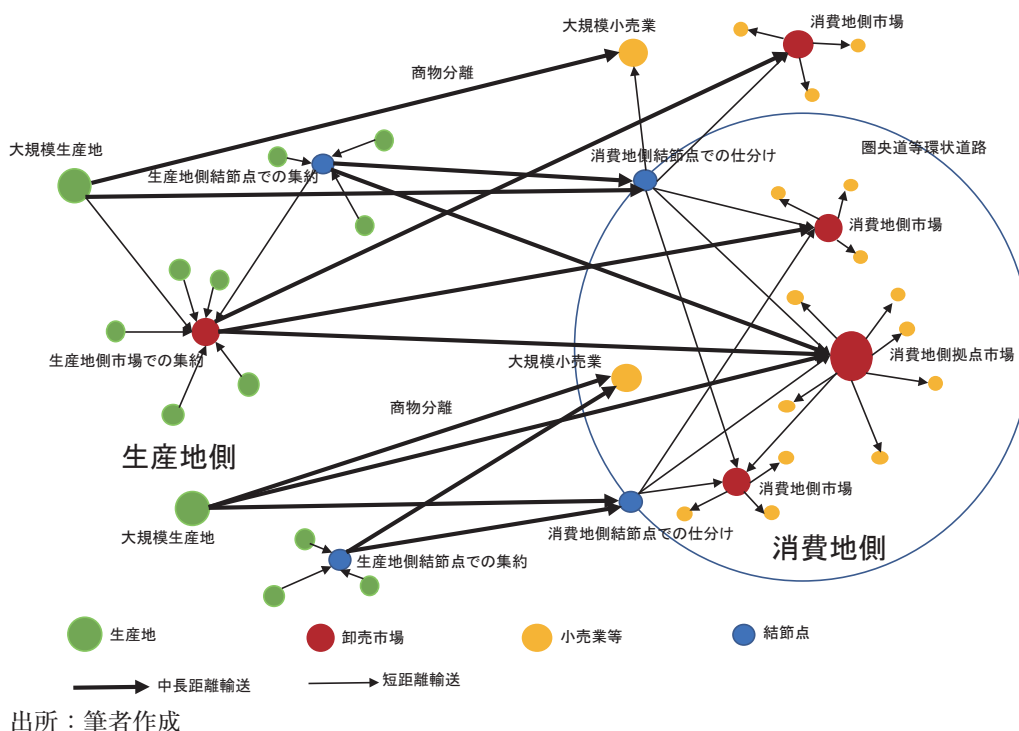 消費地側市場
大規模小売業
商物分離
大規模生産地
生産地側結節点での集約
消費地側結節点での仕分け
圏央道等環状道路
消費地側市場
生産地側市場での集約
大規模小売業
消費地側拠点市場
商物分離
生産地側
消費地側市場
大規模生産地
消費地側結節点での仕分け
消費地側
生産地側結節点での集約
生産地
卸売市場
小売業等
結節点
中長距離輸送
短距離輸送
出所：筆者作成